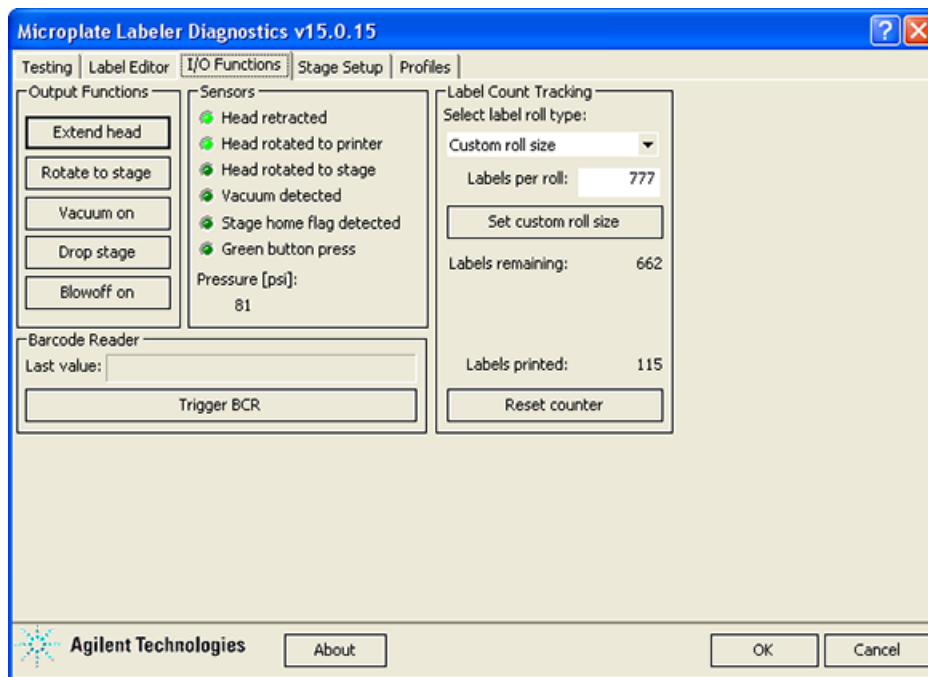 Microplate Labeler Diagnostics v15.0.15
Testing
Label Editor
I/O Functions
Stage Setup
Profiles
Output Functions
Extend head
Rotate to stage
Vacuum on
Drop stage
Blowoff on
Sensors
Head retracted
Head rotated to printer
Head rotated to stage
Vacuum detected
Stage home flag detected
Green button press
Pressure [psi]:
81
Label Count Tracking
Select label roll type:
Custom roll size
Labels per roll: 777
Set custom roll size
Labels remaining: 662
Labels printed: 115
Reset counter
Barcode Reader
Last value:
Trigger BCR
Agilent Technologies
About
OK
Cancel